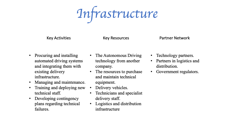 Infrastructure
Key Activities
• Procuring and installing
automated driving systems
and integrating them with
existing delivery
infrastructure.
• Managing and maintenance.
• Training and deploying new
technical staff.
• Developing contingency
plans regarding technical
failures.
Key Resources
• The Autonomous Driving
technology from another
company.
• The resources to purchase
and maintain technical
equipment.
• Delivery vehicles.
• Technicians and specialist
delivery staff
• Logistics and distribution
infrastructure
Partner Network
• Technology partners.
• Partners in logistics and
distribution.
• Government regulators.